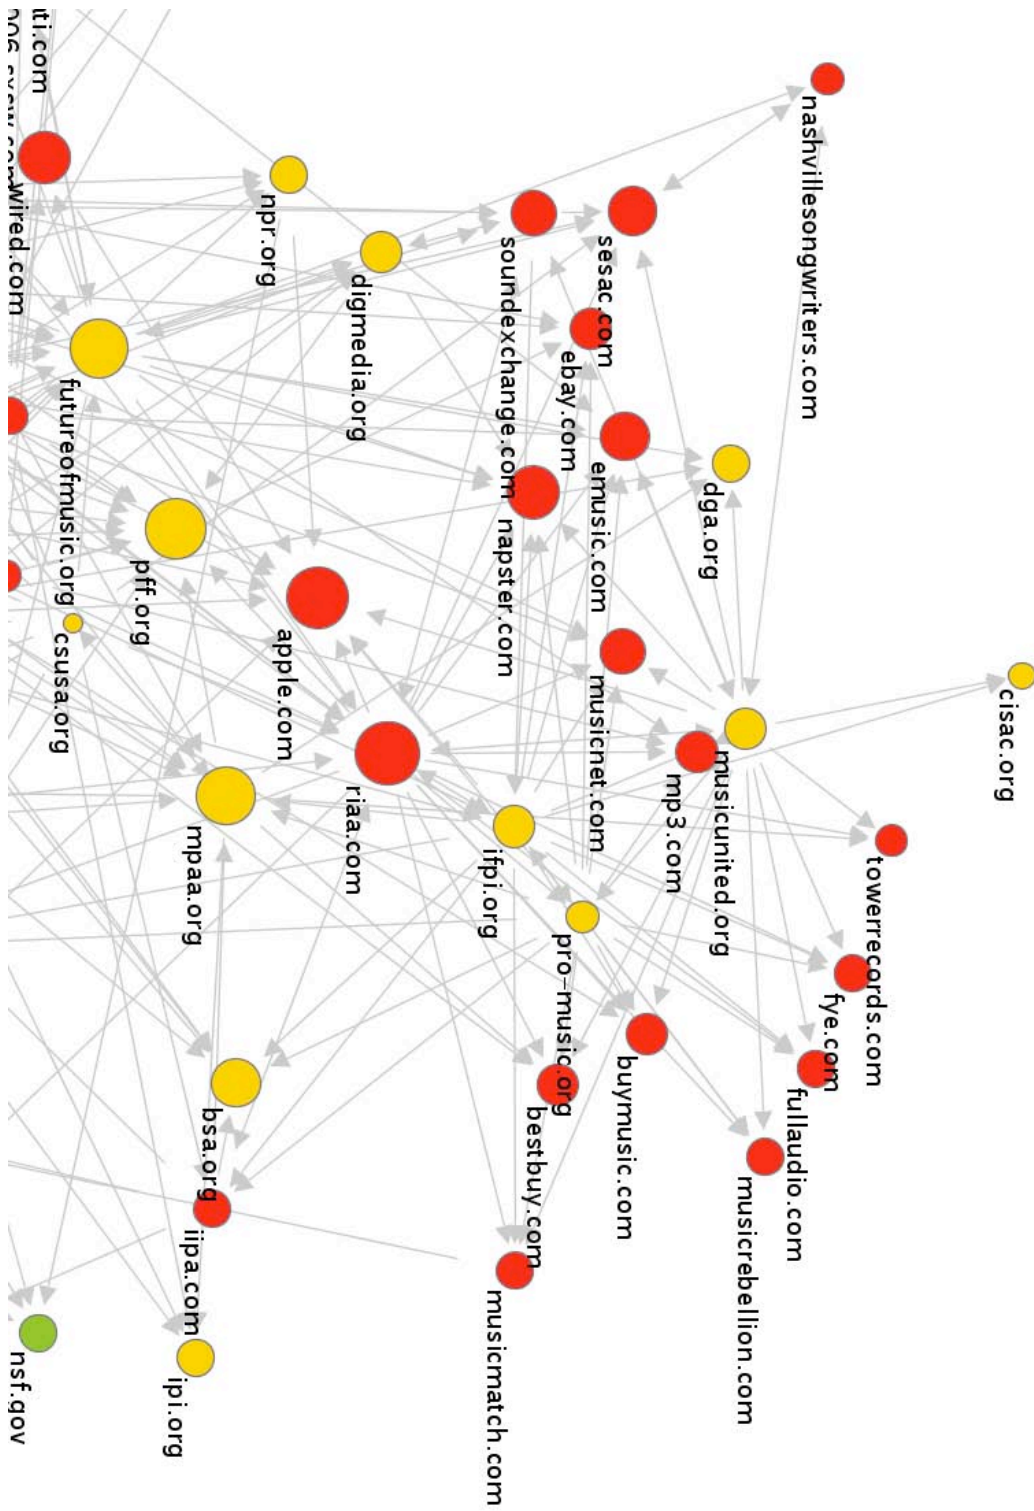 wired.com
npr.org
digmedia.org
soundexchange.com
sesac.com
nashvillesongwriters.com
futureofmusic.org
ebay.com
emusic.com
dga.org
napster.com
pff.org
csusa.org
apple.com
musicnet.com
cisac.org
musicunited.org
mp3.com
riaa.com
mpaa.org
ifpi.org
towerrecords.com
pro-music.org
fye.com
buymusic.com
fullaudio.com
bestbuy.com
bsa.org
musicrebellion.com
iipa.com
musicmatch.com
nsf.gov
ipi.org